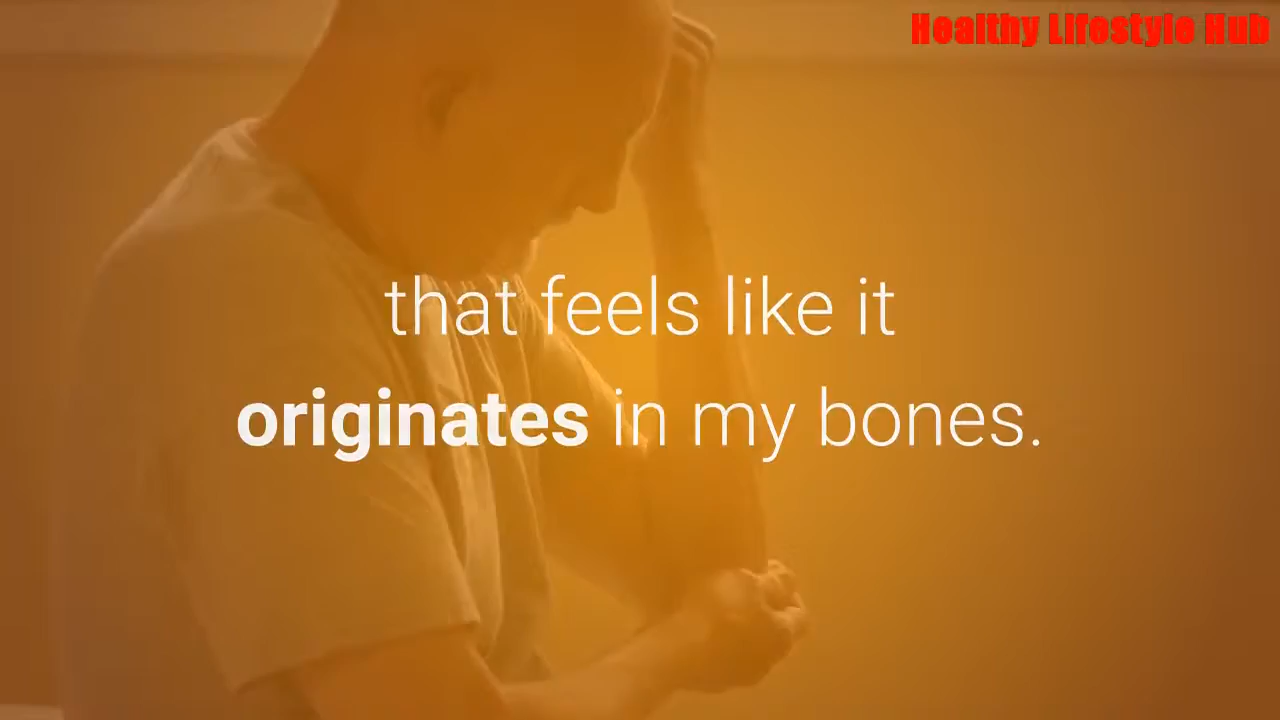 Healthy Lifestyle Hub
that feels like it
originates in my bones.